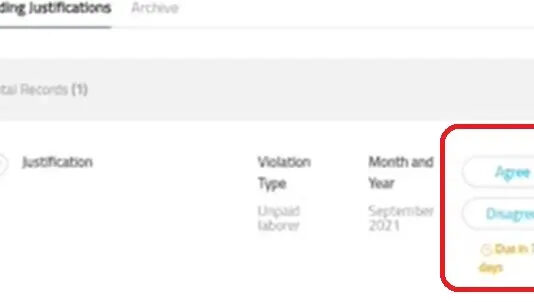 ding Justifications Archive
tal Records (1)
Justification Violation Type Month and Year Agree
Unpaid laborer September 2021 Disagre
Due in
days